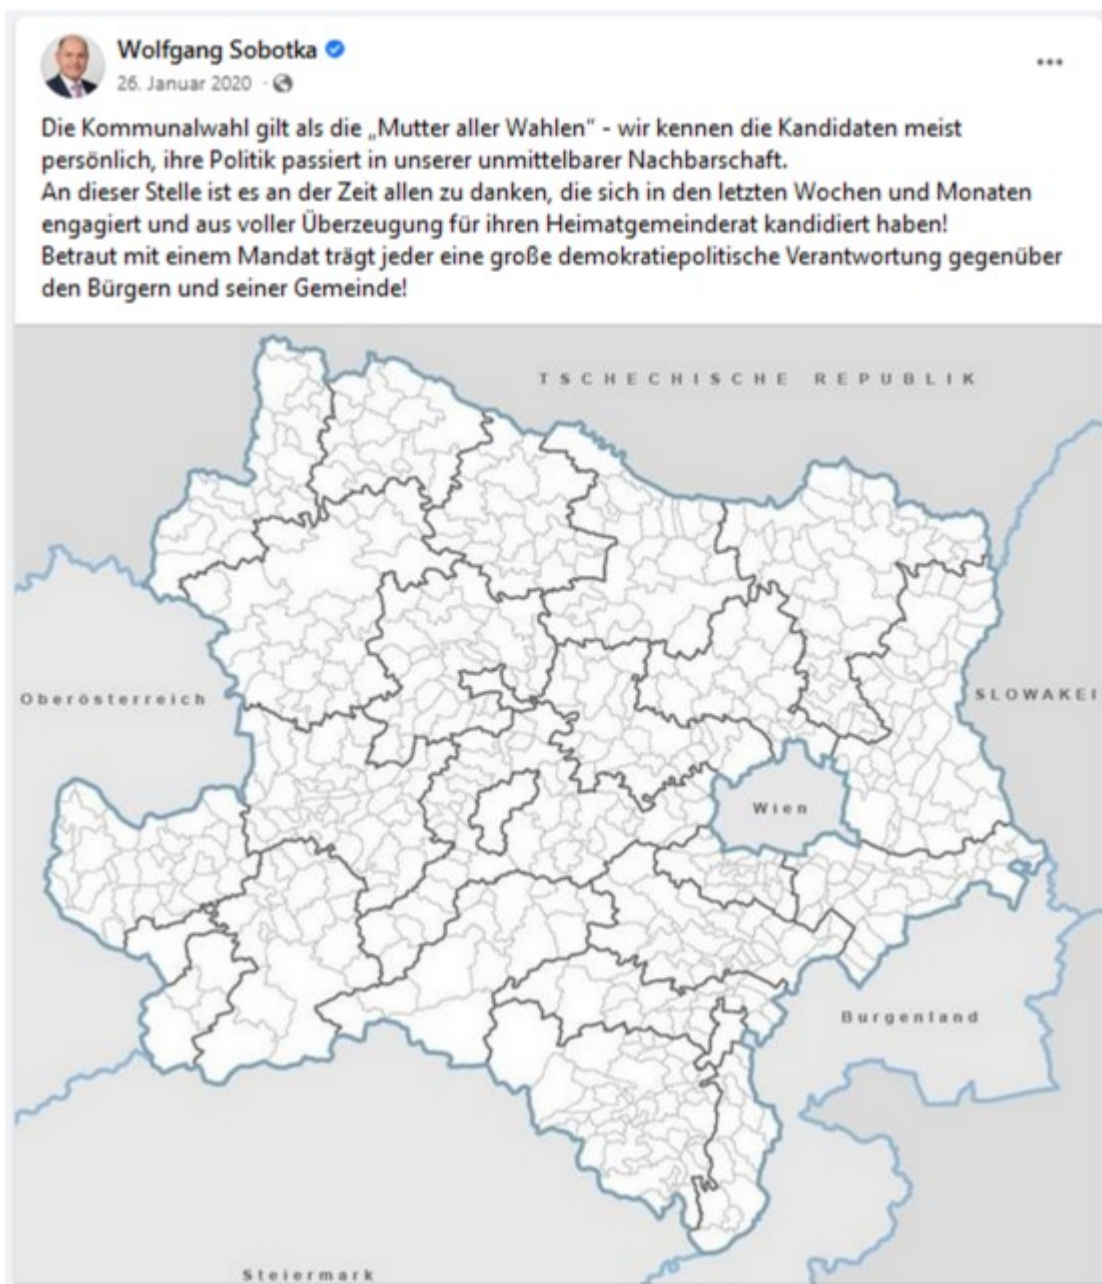 Wolfgang Sobotka
26. Januar 2020 ·
Die Kommunalwahl gilt als die „Mutter aller Wahlen" - wir kennen die Kandidaten meist
persönlich, ihre Politik passiert in unserer unmittelbarer Nachbarschaft.
An dieser Stelle ist es an der Zeit allen zu danken, die sich in den letzten Wochen und Monaten
engagiert und aus voller Überzeugung für ihren Heimatgemeinderat kandidiert haben!
Betraut mit einem Mandat trägt jeder eine große demokratiepolitische Verantwortung gegenüber
den Bürgern und seiner Gemeinde!
TSCHECHISCHE REPUBLIK
Oberösterreich
SLOWAKEI
Wien
Burgenland
Steiermark